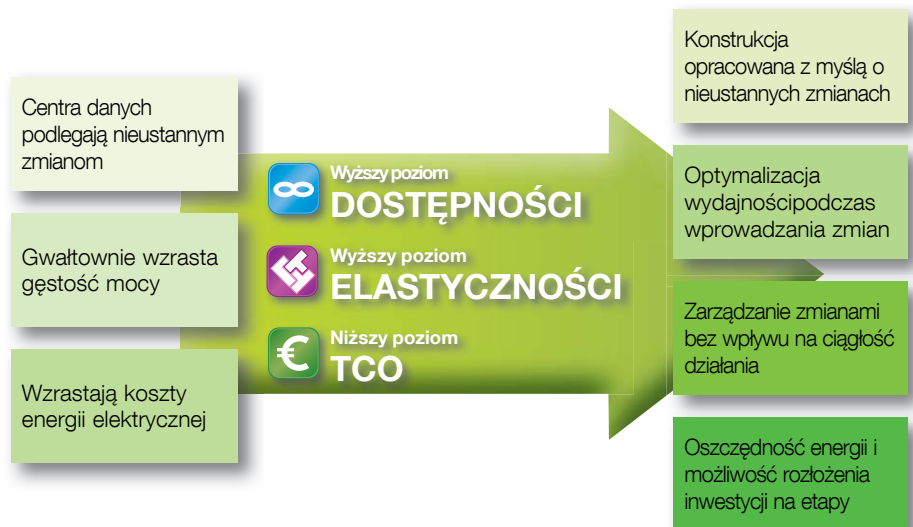 Centra danych
podlegają nieustannym
zmianom
Gwałtownie wzrasta
gęstość mocy
Wzrastają koszty
energii elektrycznej
Wyższy poziom
DOSTĘPNOŚCI
Wyższy poziom
ELASTYCZNOŚCI
€
Niższy poziom
TCO
Konstrukcja
opracowana z myślą o
nieustannych zmianach
Optymalizacja
wydajnościpodczas
wprowadzania zmian
Zarządzanie zmianami
bez wpływu na ciągłość
działania
Oszczędność energii i
możliwość rozłożenia
inwestycji na etapy